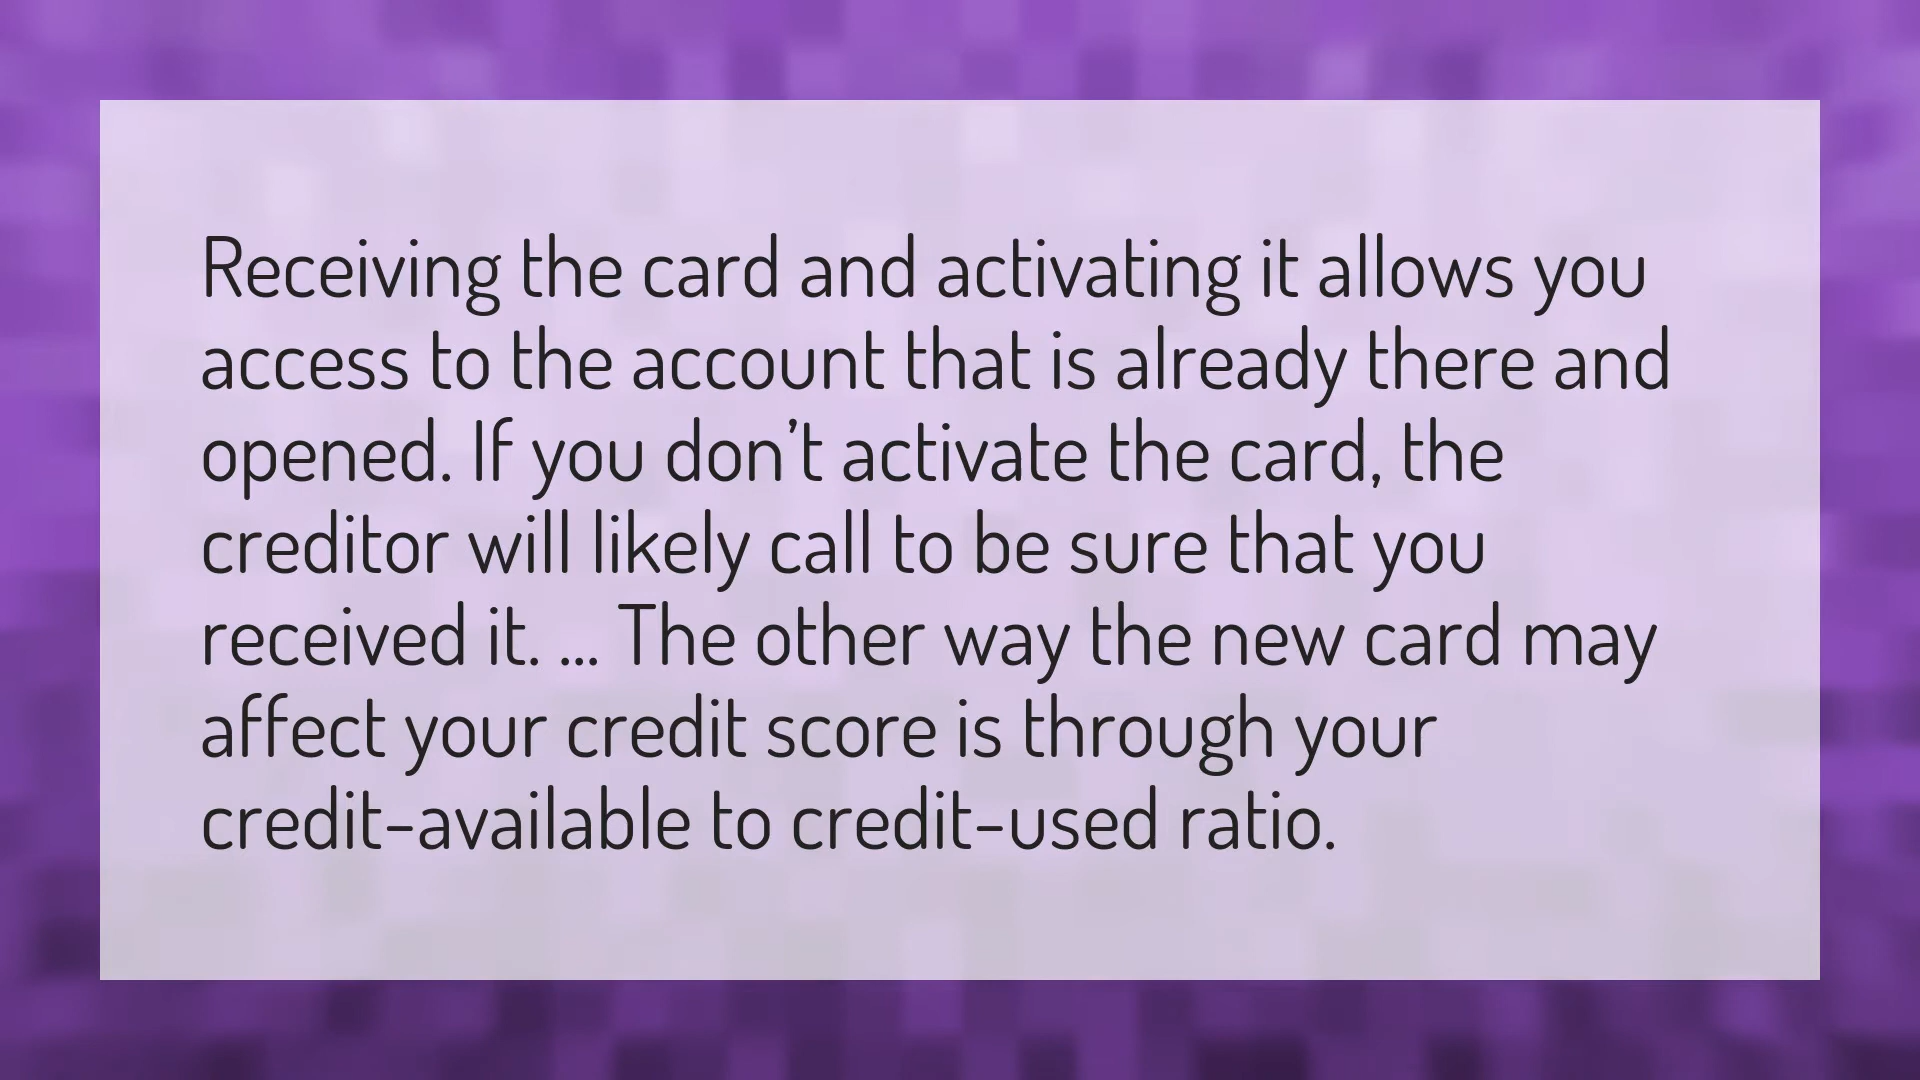 Receiving the card and activating it allows you
access to the account that is already there and
opened. If you don’t activate the card, the
creditor will likely call to be sure that you
received it. ... The other way the new card may
affect your credit score is through your
credit-available to credit-used ratio.